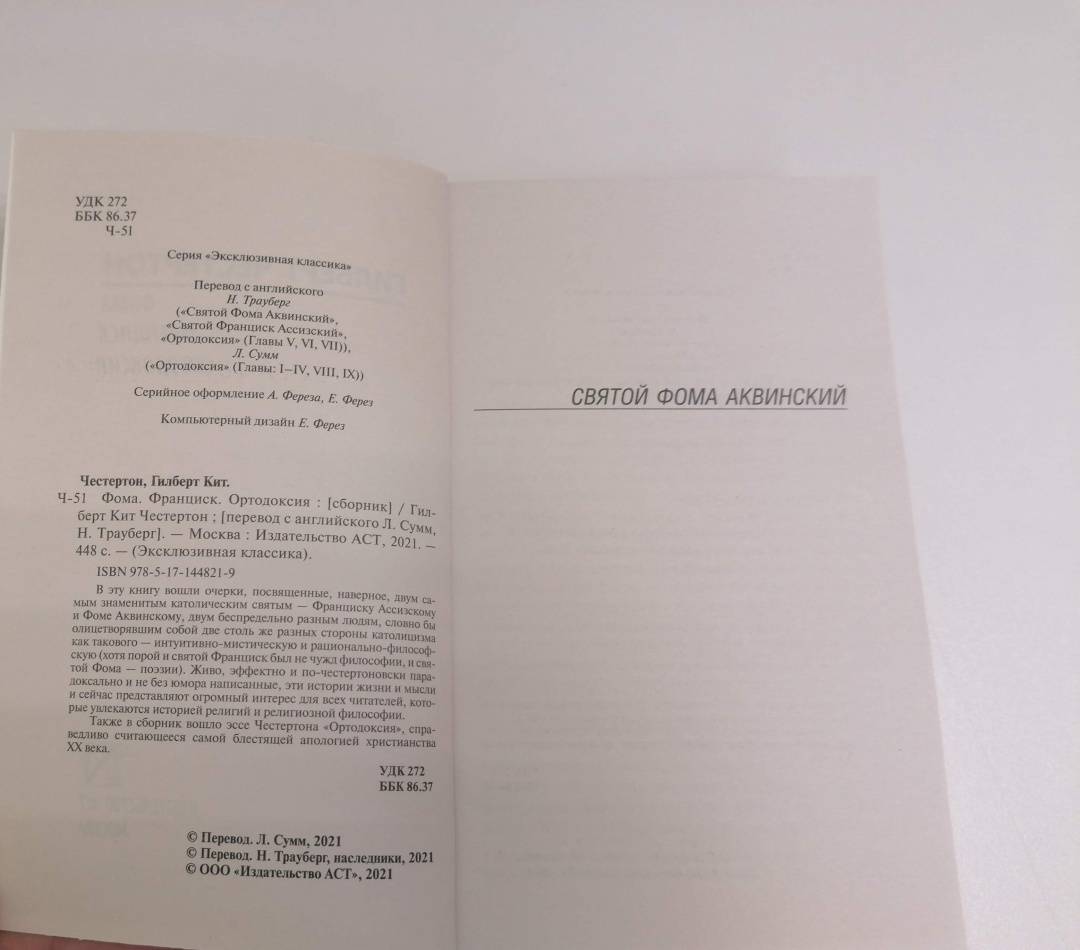 УДК 272
ББК 86.37
Ч-51
Серия «Эксклюзивная классика»
Перевод с английского
Н. Трауберг
(«Святой Фома Аквинский»,
«Святой Франциск Ассизский»,
«Ортодоксия» (Главы V, VI, VII)),
Л. Сумм
(«Ортодоксия» (Главы: I—IV, VIII, IX))
Серийное оформление А. Фереза, Е. Ферез
Компьютерный дизайн Е. Ферез
Честертон, Гилберт Кит.
Ч-51 Фома. Франциск. Ортодоксия : [сборник] / Гил-
берт Кит Честертон ; [перевод с английского Л. Сумм,
Н. Трауберг]. — Москва : Издательство АСТ, 2021. —
448 с. — (Эксклюзивная классика).
ISBN 978-5-17-144821-9
В эту книгу вошли очерки, посвященные, наверное, двум са-
мым знаменитым католическим святым — Франциску Ассизскому
и Фоме Аквинскому, двум беспредельно разным людям, словно бы
олицетворявшим собой две столь же разных стороны католицизма
как такового — интуитивно-мистическую и рационально-философ-
скую (хотя порой и святой Франциск был не чужд философии, и свя-
той Фома — поэзии). Живо, эффектно и по-честертоновски пара-
доксально и не без юмора написанные, эти истории жизни и мысли
и сейчас представляют огромный интерес для всех читателей, кото-
рые увлекаются историей религий и религиозной философии.
Также в сборник вошло эссе Честертона «Ортодоксия», спра-
ведливо считающееся самой блестящей апологией христианства
XX века.
УДК 272
ББК 86.37
© Перевод. Л. Сумм, 2021
© Перевод. Н. Трауберг, наследники, 2021
© ООО «Издательство АСТ», 2021
СВЯТОЙ ФОМА АКВИНСКИЙ